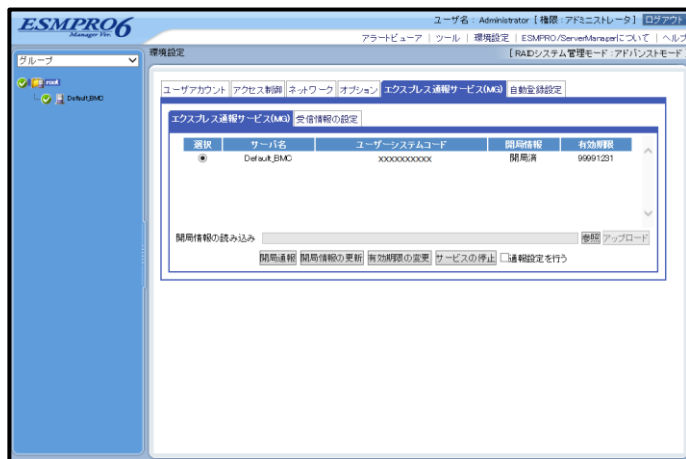 ESMPRO6
Manager Ver.
ユーザ名 : Administrator [ 権限 : アドミニストレータ ] ログアウト
アラートビューア | ツール | 環境設定 | ESMPRO/ServerManagerについて | ヘルプ
グループ
環境設定 [ RAIDシステム管理モード : アドバンストモード ]
root
Default_BMC
ユーザアカウント アクセス制御 ネットワーク オプション エクスプレス通報サービス(MG) 自動登録設定
エクスプレス通報サービス(MG) 受信情報の設定
選択 サーバ名 ユーザーシステムコード 開局情報 有効期限
Default_BMC xxxxxxxxxx 開局済 99991231
開局情報の読み込み 参照 アップロード
開局通報 開局情報の更新 有効期限の変更 サービスの停止 通報設定を行う